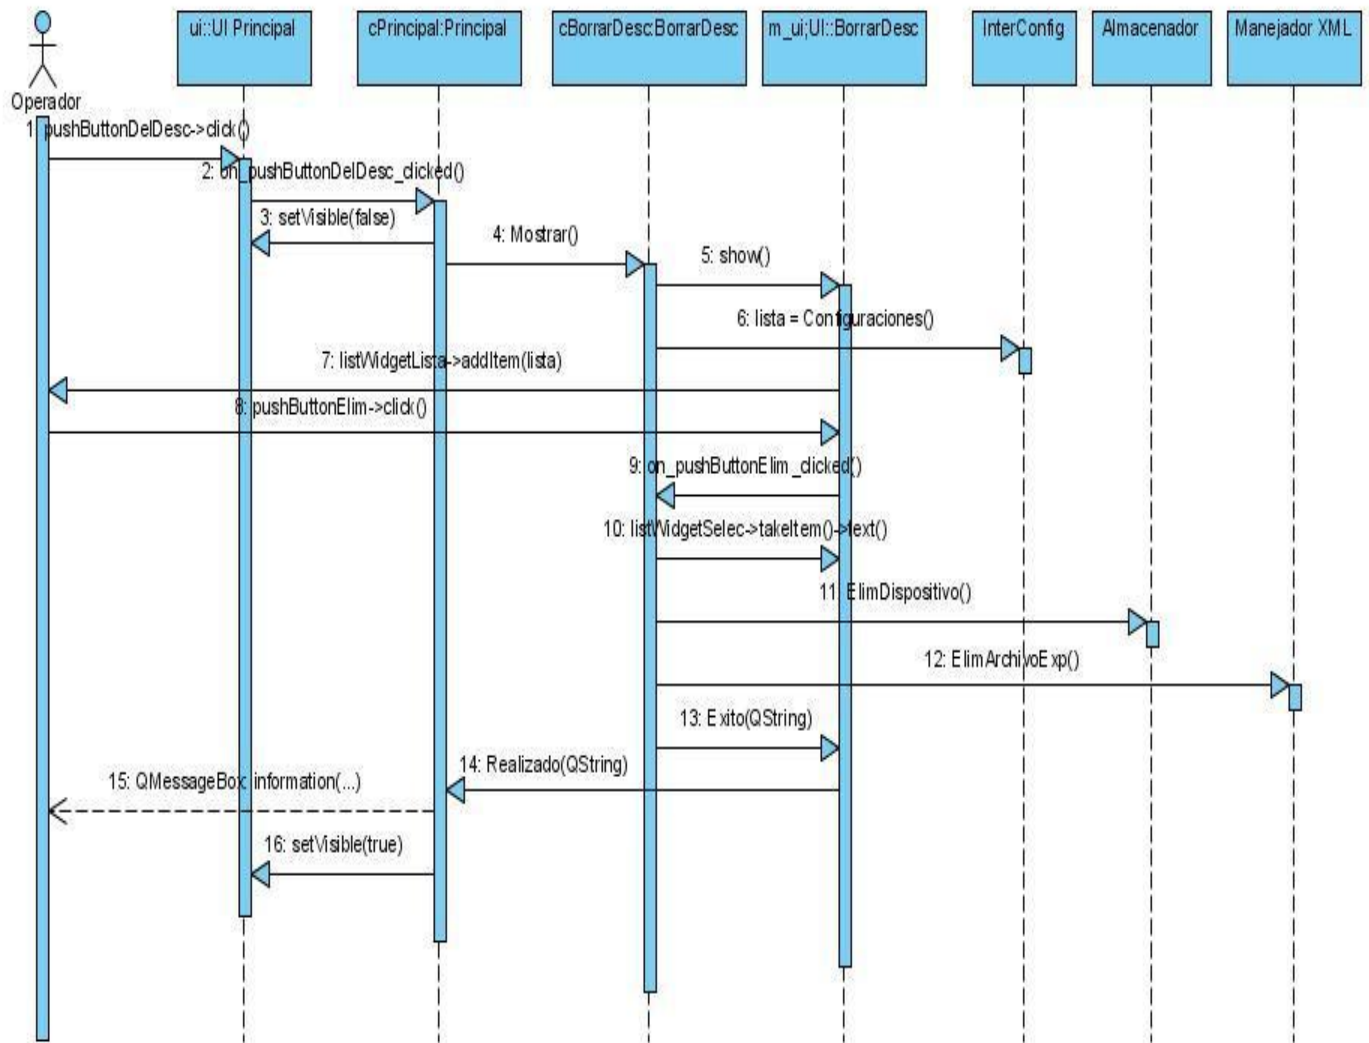 ui::UI Principal
cPrincipal:Principal
cBorrarDesc:BorrarDesc
m_ui;UI::BorrarDesc
InterConfig
Almacenador
Manejador XML
Operador
1: pushButtonDelDesc->click()
2: on_pushButtonDelDesc_clicked()
3: setVisible(false)
4: Mostrar()
5: show()
6: lista = Configuraciones()
7: listWidgetLista->addItem(lista)
8: pushButtonElim->click()
9: on_pushButtonElim_clicked()
10: listWidgetSelec->takeItem()->text()
11: ElimDispositivo()
12: ElimArchivoExp()
13: Exito(QString)
14: Realizado(QString)
15: QMessageBox::information(...)
16: setVisible(true)